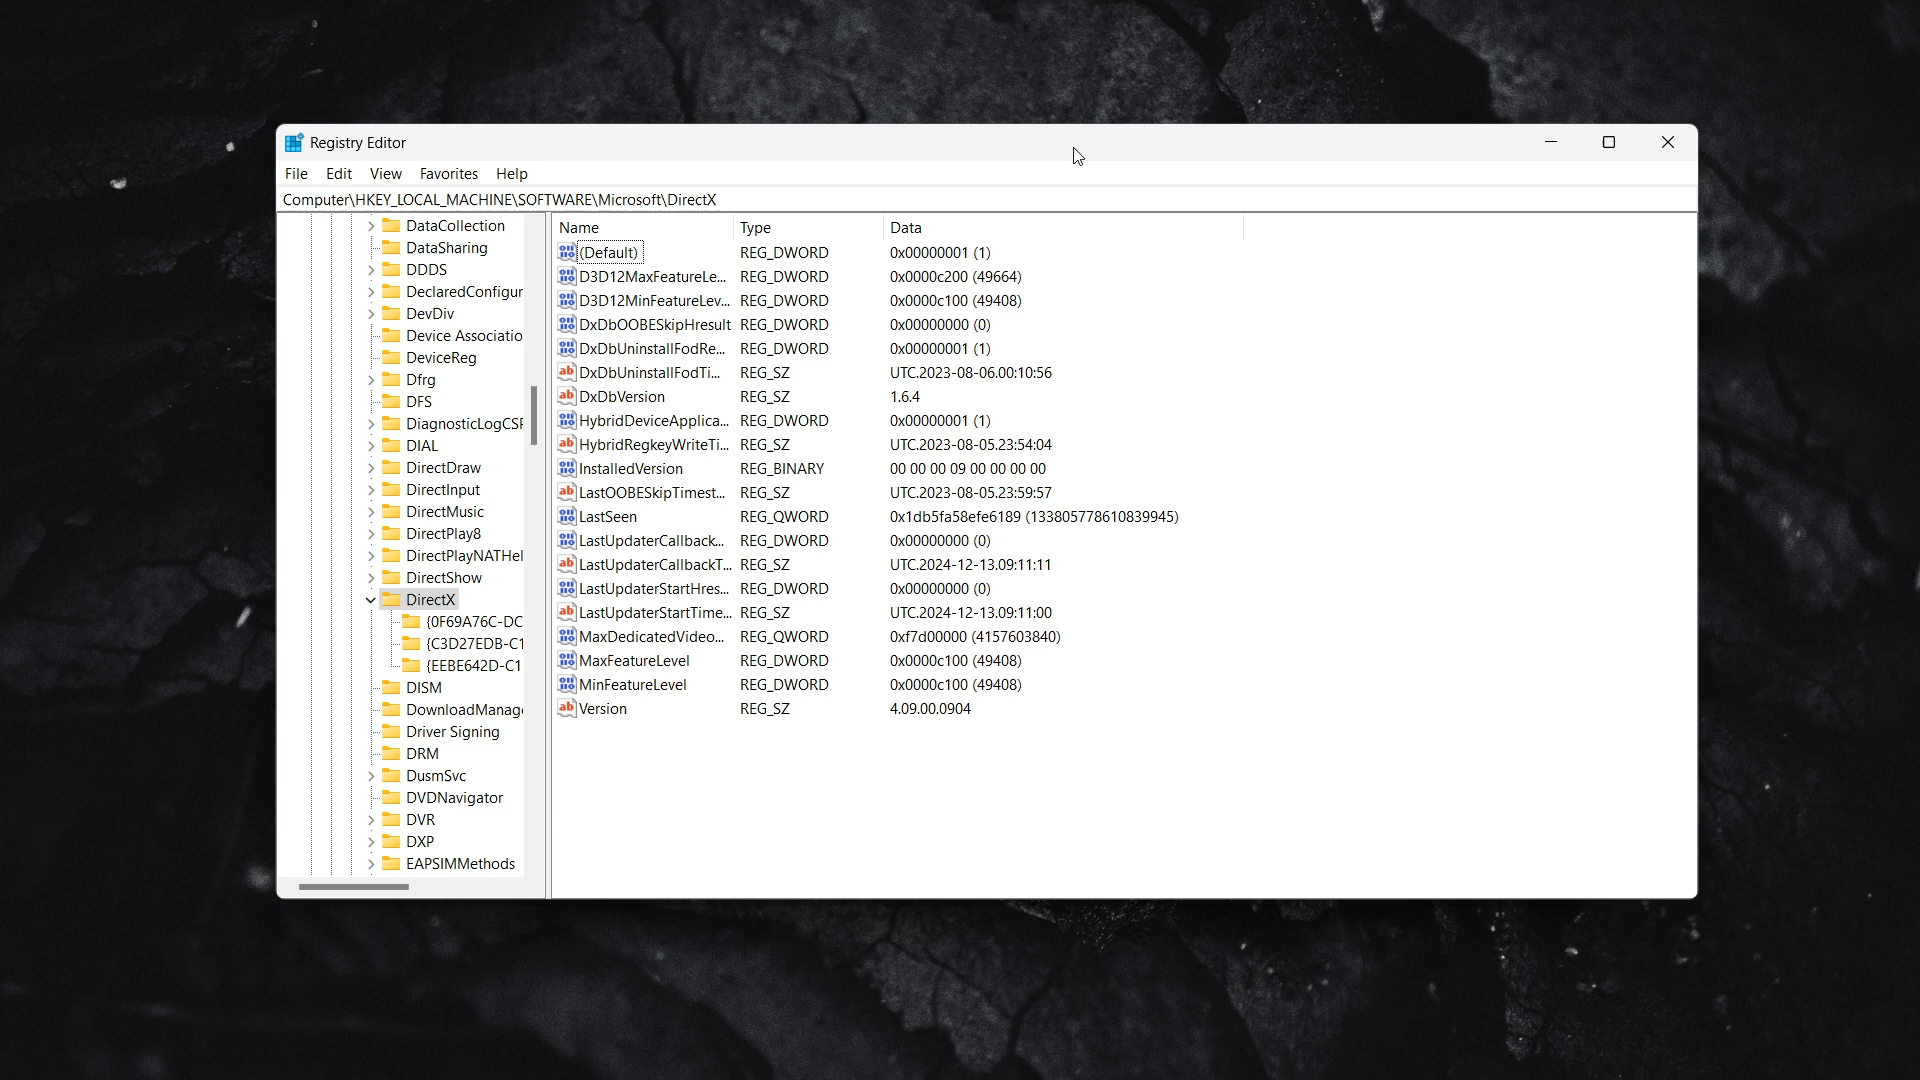 Registry Editor
File Edit View Favorites Help
Computer\HKEY_LOCAL_MACHINE\SOFTWARE\Microsoft\DirectX
DataCollection
DataSharing
DDDS
DeclaredConfigur
DevDiv
Device Associatio
DeviceReg
Dfrg
DFS
DiagnosticLogCSP
DIAL
DirectDraw
DirectInput
DirectMusic
DirectPlay8
DirectPlayNATHel
DirectShow
DirectX
{0F69A76C-DC
{C3D27EDB-C1
{EEBE642D-C1
DISM
DownloadManage
Driver Signing
DRM
DusmSvc
DVDNavigator
DVR
DXP
EAPSIMMethods
Name Type Data
(Default) REG_DWORD 0x00000001 (1)
D3D12MaxFeatureLe... REG_DWORD 0x0000c200 (49664)
D3D12MinFeatureLev... REG_DWORD 0x0000c100 (49408)
DxDbOOBESkipHresult REG_DWORD 0x00000000 (0)
DxDbUninstallFodRe... REG_DWORD 0x00000001 (1)
DxDbUninstallFodTi... REG_SZ UTC.2023-08-06.00:10:56
DxDbVersion REG_SZ 1.6.4
HybridDeviceApplica... REG_DWORD 0x00000001 (1)
HybridRegkeyWriteTi... REG_SZ UTC.2023-08-05.23:54:04
InstalledVersion REG_BINARY 00 00 00 09 00 00 00 00
LastOOBESkipTimest... REG_SZ UTC.2023-08-05.23:59:57
LastSeen REG_QWORD 0x1db5fa58efe6189 (133805778610839945)
LastUpdaterCallback... REG_DWORD 0x00000000 (0)
LastUpdaterCallbackT... REG_SZ UTC.2024-12-13.09:11:11
LastUpdaterStartHres... REG_DWORD 0x00000000 (0)
LastUpdaterStartTime... REG_SZ UTC.2024-12-13.09:11:00
MaxDedicatedVideo... REG_QWORD 0xf7d00000 (4157603840)
MaxFeatureLevel REG_DWORD 0x0000c100 (49408)
MinFeatureLevel REG_DWORD 0x0000c100 (49408)
Version REG_SZ 4.09.00.0904